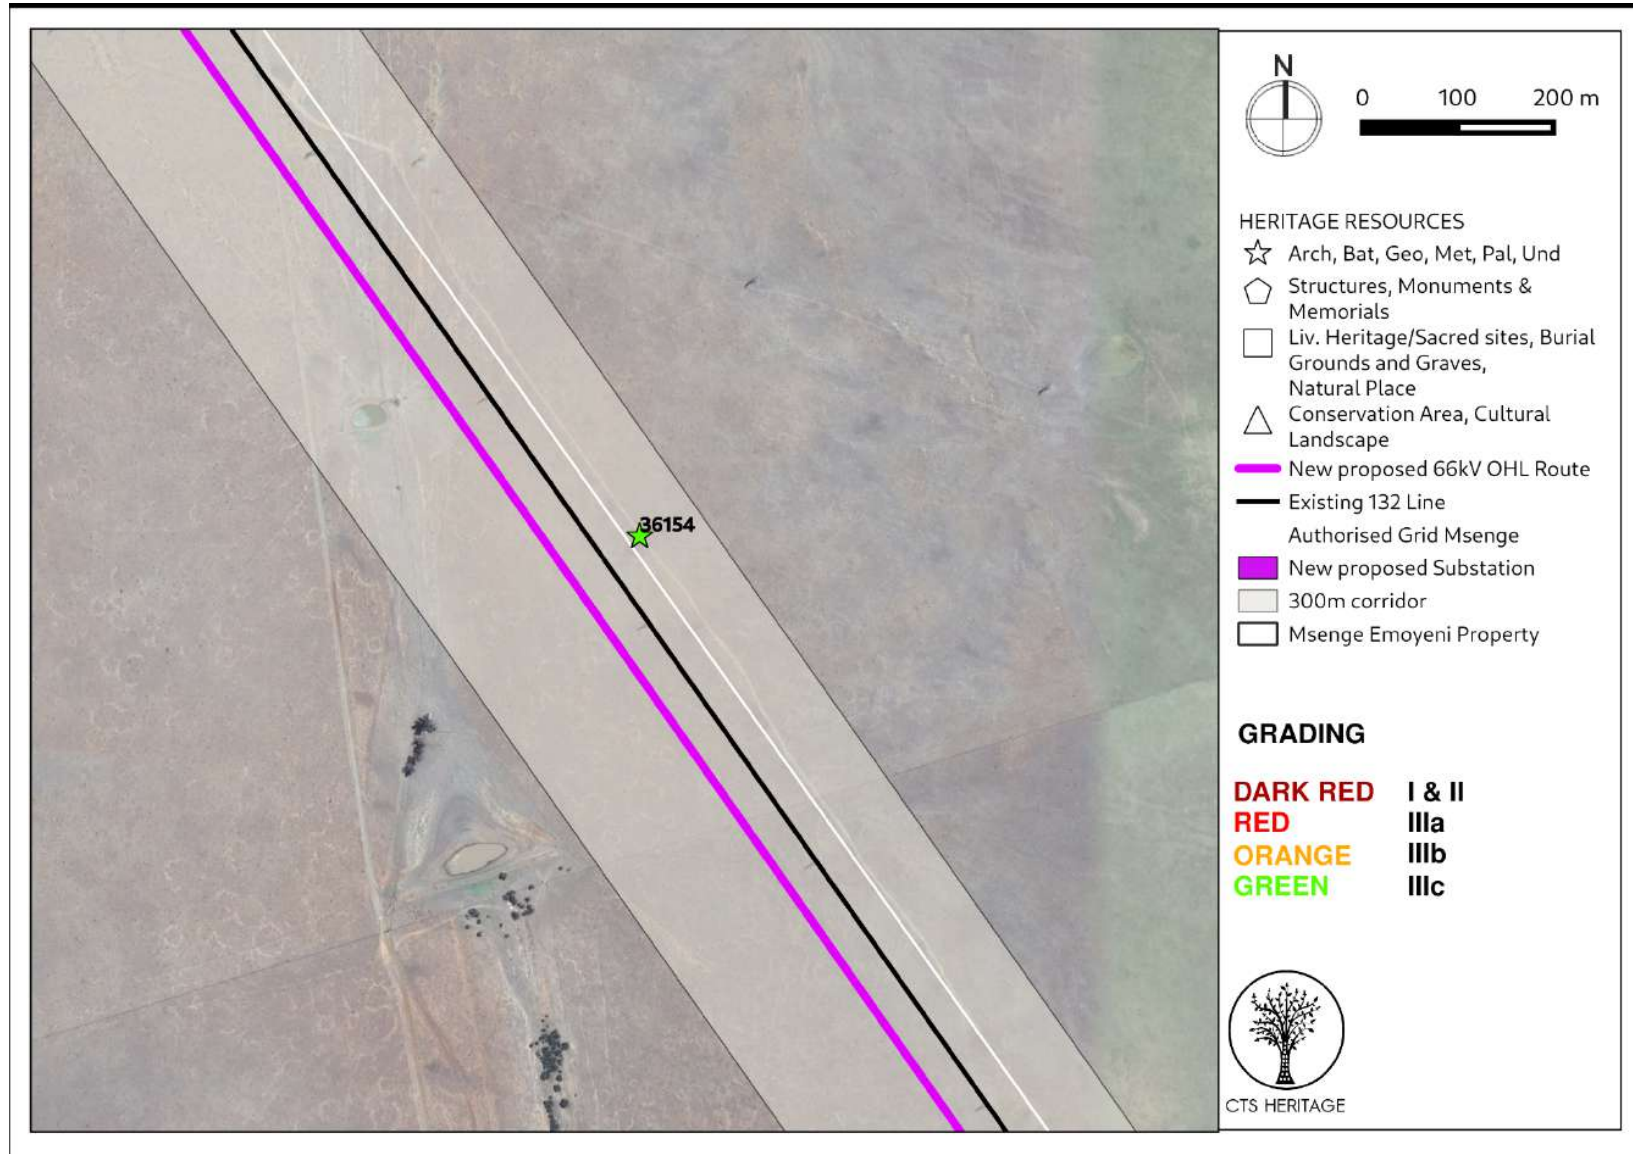 36154
N
0 100 200 m
HERITAGE RESOURCES
Arch, Bat, Geo, Met, Pal, Und
Structures, Monuments &
Memorials
Liv. Heritage/Sacred sites, Burial
Grounds and Graves,
Natural Place
Conservation Area, Cultural
Landscape
New proposed 66kV OHL Route
Existing 132 Line
Authorised Grid Msenge
New proposed Substation
300m corridor
Msenge Emoyeni Property
GRADING
DARK RED I & II
RED IIIa
ORANGE IIIb
GREEN IIIc
CTS HERITAGE